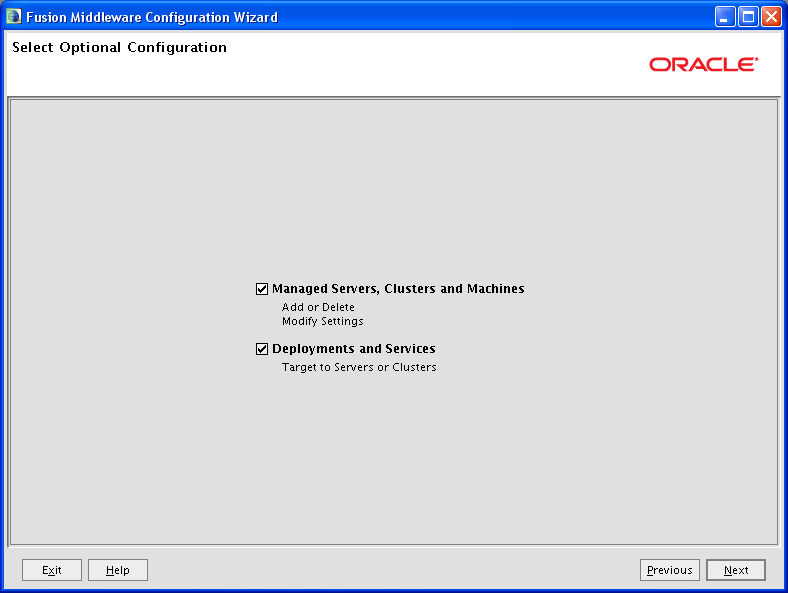 Fusion Middleware Configuration Wizard
Select Optional Configuration
ORACLE
Managed Servers, Clusters and Machines
Add or Delete
Modify Settings
Deployments and Services
Target to Servers or Clusters
Exit Help Previous Next